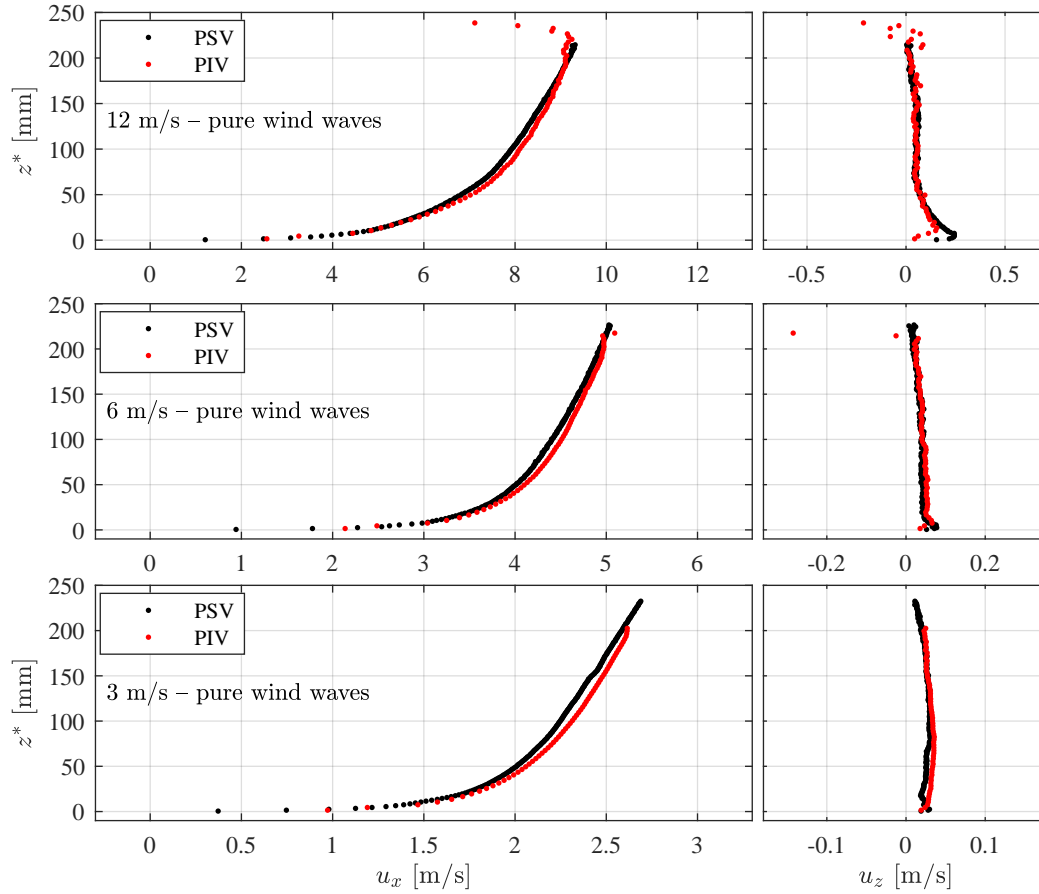 250
200
150
100
50
0
z* [mm]
PSV
PIV
12 m/s – pure wind waves
0 2 4 6 8 10 12
-0.5 0 0.5
250
200
150
100
50
0
PSV
PIV
6 m/s – pure wind waves
0 1 2 3 4 5 6
-0.2 0 0.2
250
200
150
100
50
0
z* [mm]
PSV
PIV
3 m/s – pure wind waves
0 0.5 1 1.5 2 2.5 3
-0.1 0 0.1
u_x [m/s]
u_z [m/s]